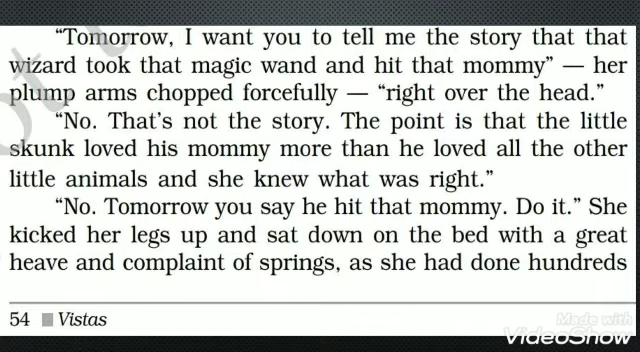 “Tomorrow, I want you to tell me the story that that
wizard took that magic wand and hit that mommy” — her
plump arms chopped forcefully — “right over the head.”
“No. That’s not the story. The point is that the little
skunk loved his mommy more than he loved all the other
little animals and she knew what was right.”
“No. Tomorrow you say he hit that mommy. Do it.” She
kicked her legs up and sat down on the bed with a great
heave and complaint of springs, as she had done hundreds
54 Vistas
Made with
VideoShow